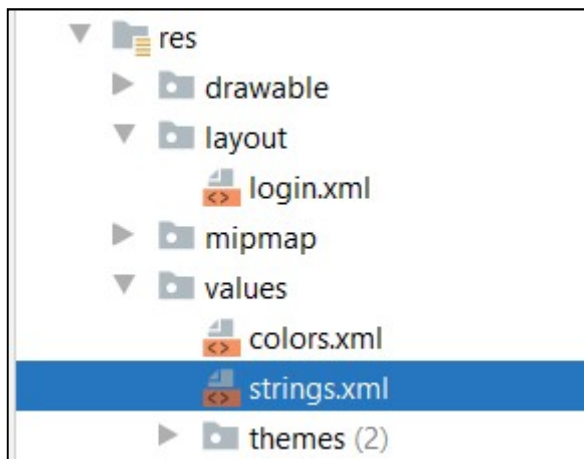 res
drawable
layout
login.xml
mipmap
values
colors.xml
strings.xml
themes (2)